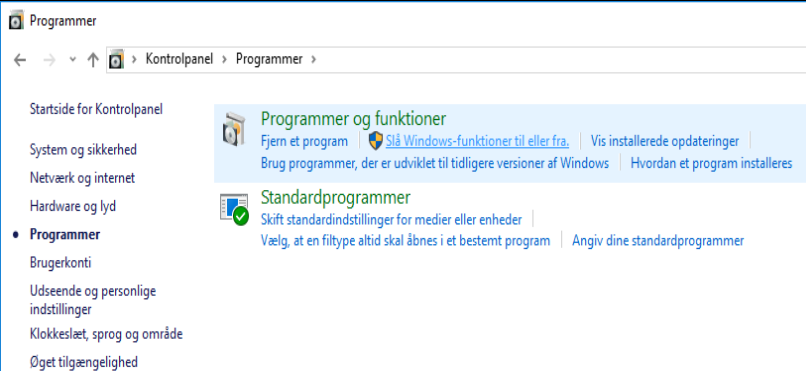 Programmer
Kontrolpanel > Programmer >
Startside for Kontrolpanel
System og sikkerhed
Netværk og internet
Hardware og lyd
• Programmer
Brugerkonti
Udseende og personlige
indstillinger
Klokkeslæt, sprog og område
Øget tilgængelighed
Programmer og funktioner
Fjern et program
Slå Windows-funktioner til eller fra.
Vis installerede opdateringer
Brug programmer, der er udviklet til tidligere versioner af Windows
Hvordan et program installeres
Standardprogrammer
Skift standardindstillinger for medier eller enheder
Vælg, at en filtype altid skal åbnes i et bestemt program
Angiv dine standardprogrammer